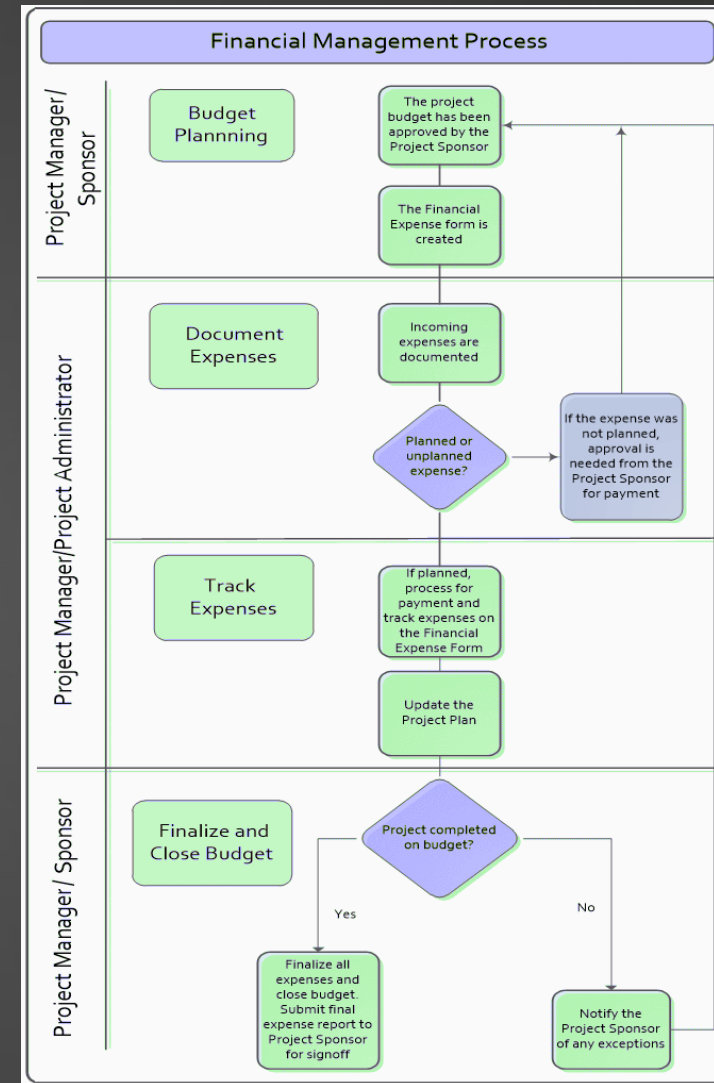 Financial Management Process
Project Manager/
Sponsor
Budget
Plannning
The project
budget has been
approved by the
Project Sponsor
The Financial
Expense form is
created
Project Manager/Project Administrator
Document
Expenses
Incoming
expenses are
documented
Planned or
unplanned
expense?
If the expense was
not planned,
approval is
needed from the
Project Sponsor
for payment
Track
Expenses
If planned,
process for
payment and
track expenses on
the Financial
Expense Form
Update the
Project Plan
Project Manager/ Sponsor
Finalize and
Close Budget
Project completed
on budget?
Yes
No
Finalize all
expenses and
close budget.
Submit final
expense report to
Project Sponsor
for signoff
Notify the
Project Sponsor
of any exceptions